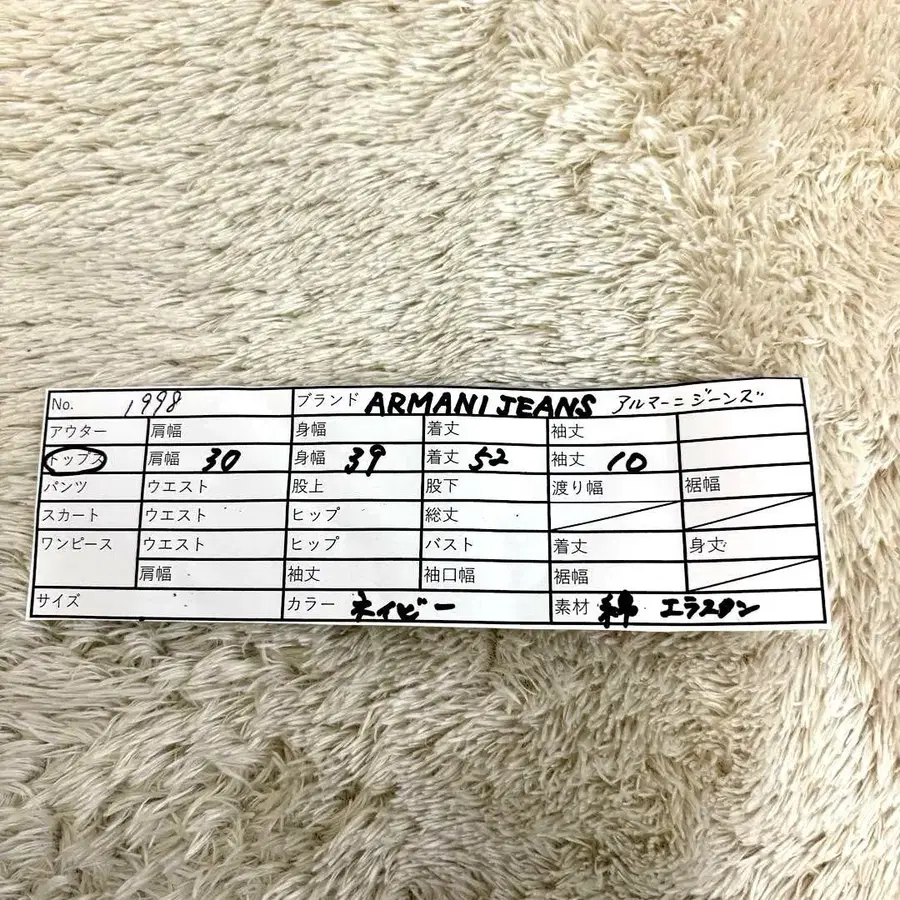 No. 1998 ブランド ARMANI JEANS アルマーニ ジーンズ
アウター 肩幅 身幅 着丈 袖丈
トップス 肩幅 30 身幅 39 着丈 52 袖丈 10
パンツ ウエスト 股上 股下 渡り幅 裾幅
スカート ウエスト ヒップ 総丈
ワンピース ウエスト ヒップ バスト 着丈 身丈
肩幅 袖丈 袖口幅 裾幅
サイズ カラー ネイビー 素材 綿 エラスタン